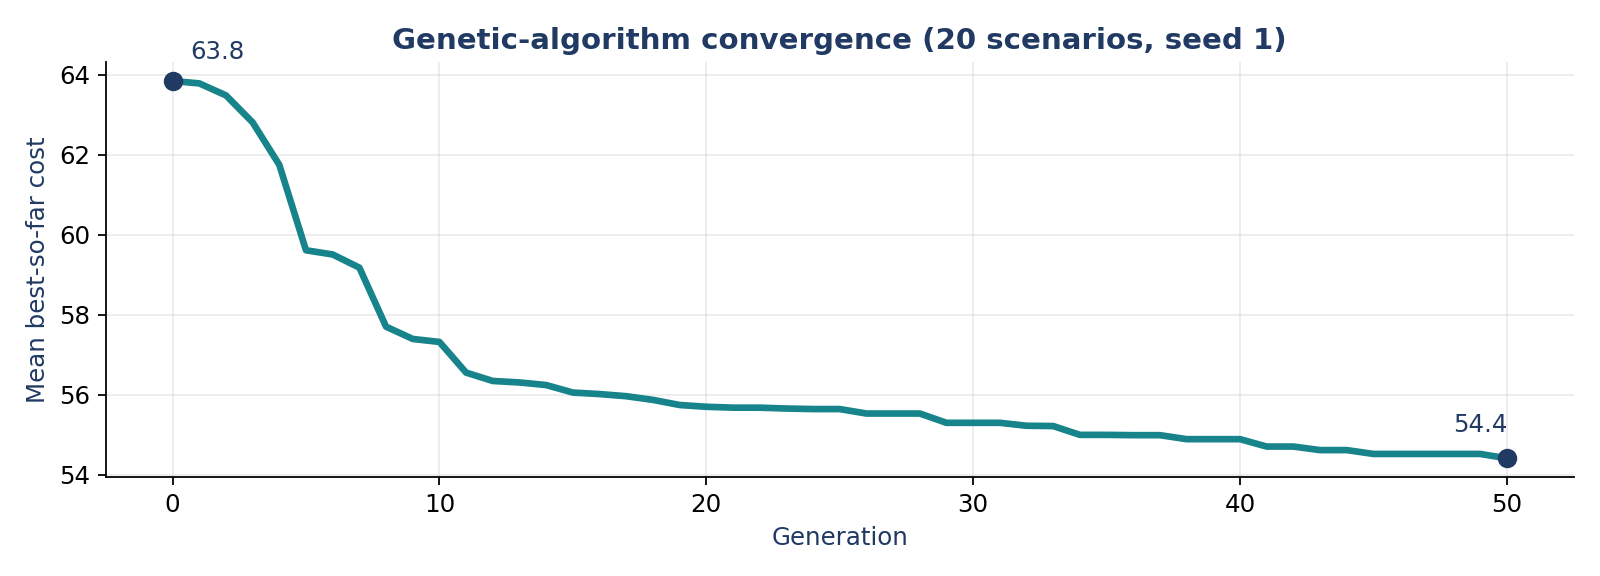 Genetic-algorithm convergence (20 scenarios, seed 1)
63.8
64
62
60
58
56
54
Mean best-so-far cost
54.4
0 10 20 30 40 50
Generation